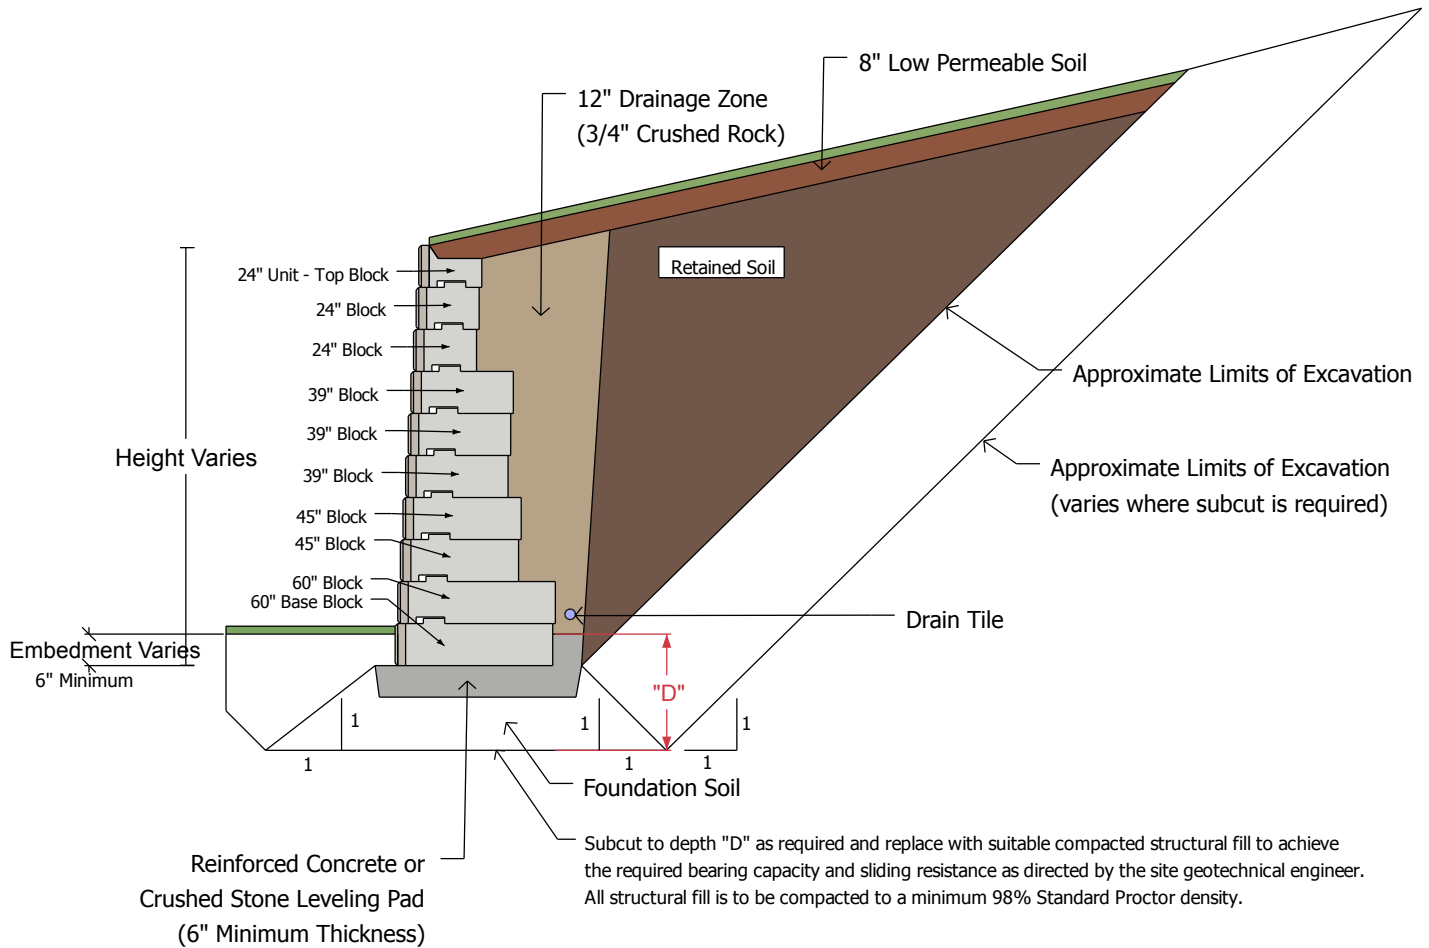 8" Low Permeable Soil
12" Drainage Zone
(3/4" Crushed Rock)
Retained Soil
24" Unit - Top Block
24" Block
24" Block
39" Block
39" Block
39" Block
45" Block
45" Block
60" Block
60" Base Block
Height Varies
Embedment Varies
6" Minimum
Approximate Limits of Excavation
Approximate Limits of Excavation
(varies where subcut is required)
Drain Tile
"D"
1
1
1
1
1
1
Foundation Soil
Subcut to depth "D" as required and replace with suitable compacted structural fill to achieve
the required bearing capacity and sliding resistance as directed by the site geotechnical engineer.
All structural fill is to be compacted to a minimum 98% Standard Proctor density.
Reinforced Concrete or
Crushed Stone Leveling Pad
(6" Minimum Thickness)